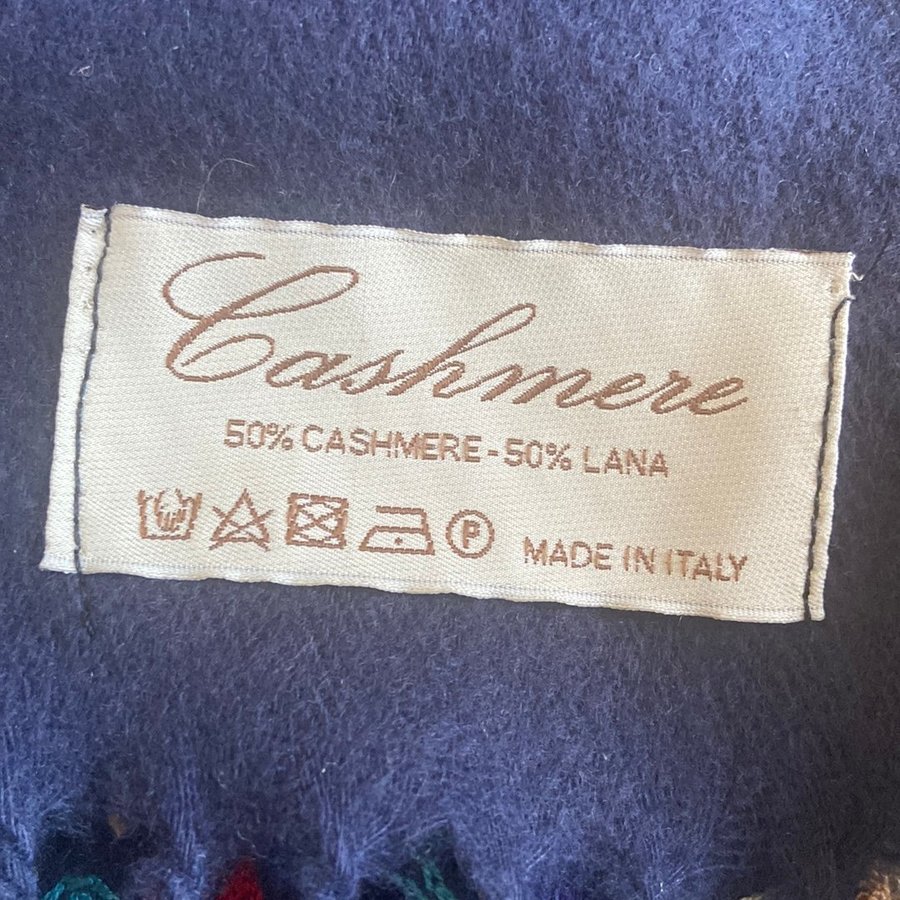 Cashmere
50% CASHMERE - 50% LANA
P
MADE IN ITALY